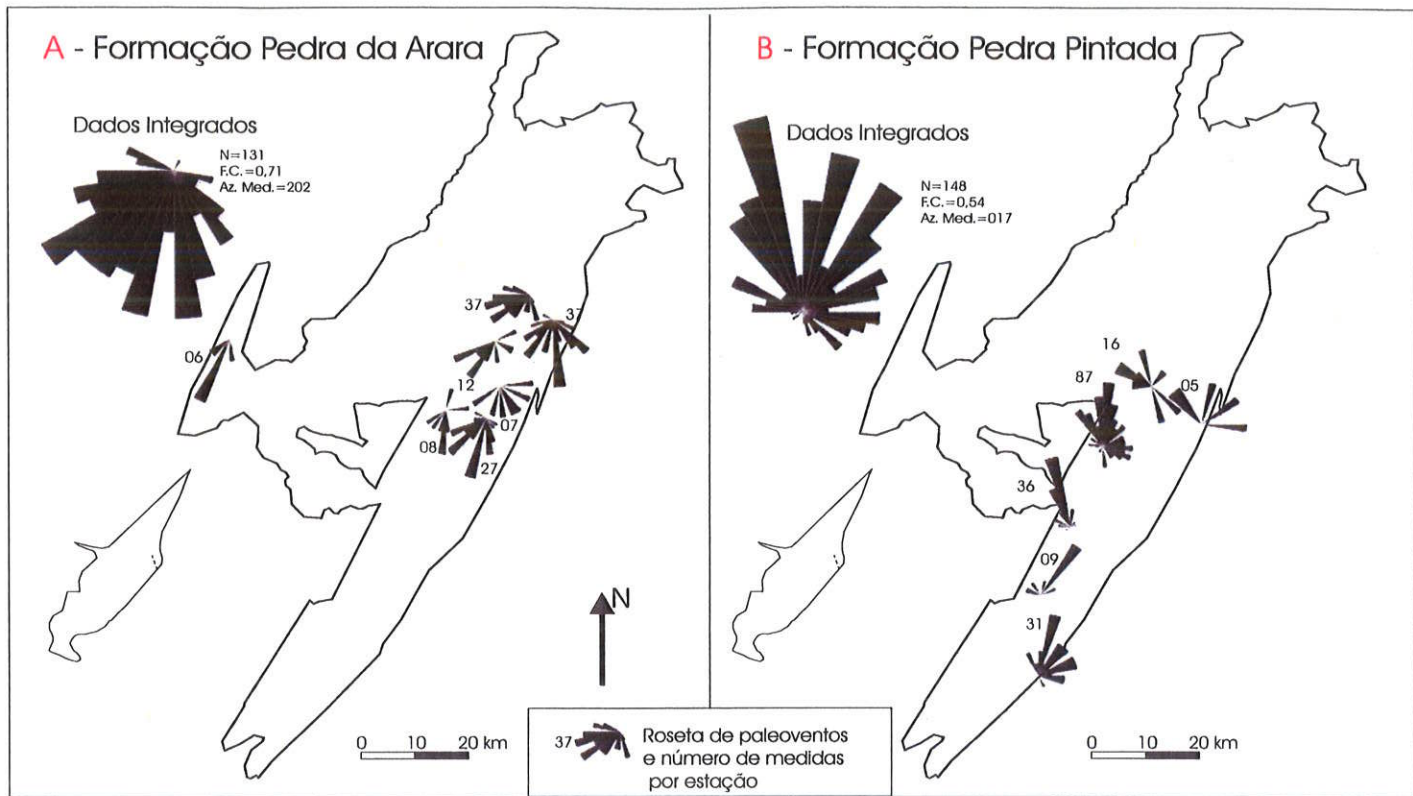 A - Formação Pedra da Arara
Dados Integrados
N=131
F.C.=0,71
Az. Med.=202
37
37
06
12
07
08
27
N
0 10 20 km
B - Formação Pedra Pintada
Dados Integrados
N=148
F.C.=0,54
Az. Med.=017
16
87
05
36
09
31
0 10 20 km
37
Roseta de paleoventos
e número de medidas
por estação